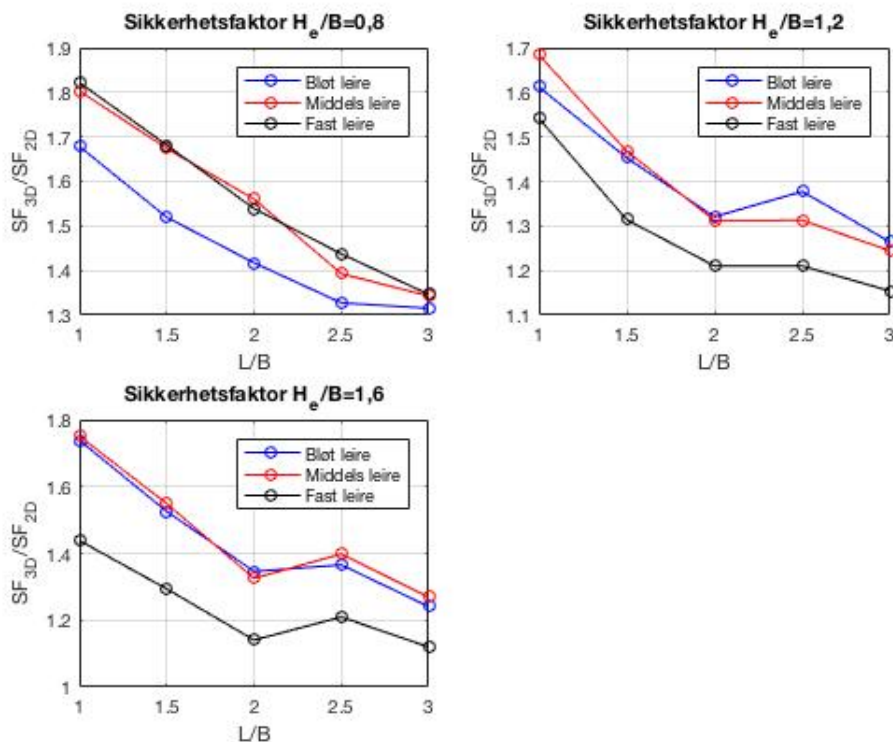 Sikkerhetsfaktor H_e/B=0,8
1.9
1.8
1.7
1.6
1.5
1.4
1.3
SF_3D/SF_2D
Bløt leire
Middels leire
Fast leire
1 1.5 2 2.5 3
L/B
Sikkerhetsfaktor H_e/B=1,2
1.7
1.6
1.5
1.4
1.3
1.2
1.1
SF_3D/SF_2D
Bløt leire
Middels leire
Fast leire
1 1.5 2 2.5 3
L/B
Sikkerhetsfaktor H_e/B=1,6
1.8
1.6
1.4
1.2
1
SF_3D/SF_2D
Bløt leire
Middels leire
Fast leire
1 1.5 2 2.5 3
L/B